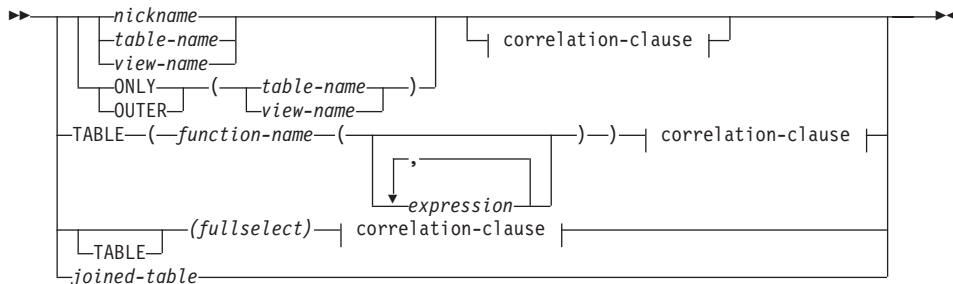 nickname
table-name correlation-clause
view-name
ONLY ( table-name )
OUTER view-name
TABLE ( function-name ( ) ) correlation-clause
,
expression
(fullselect) correlation-clause
TABLE
joined-table